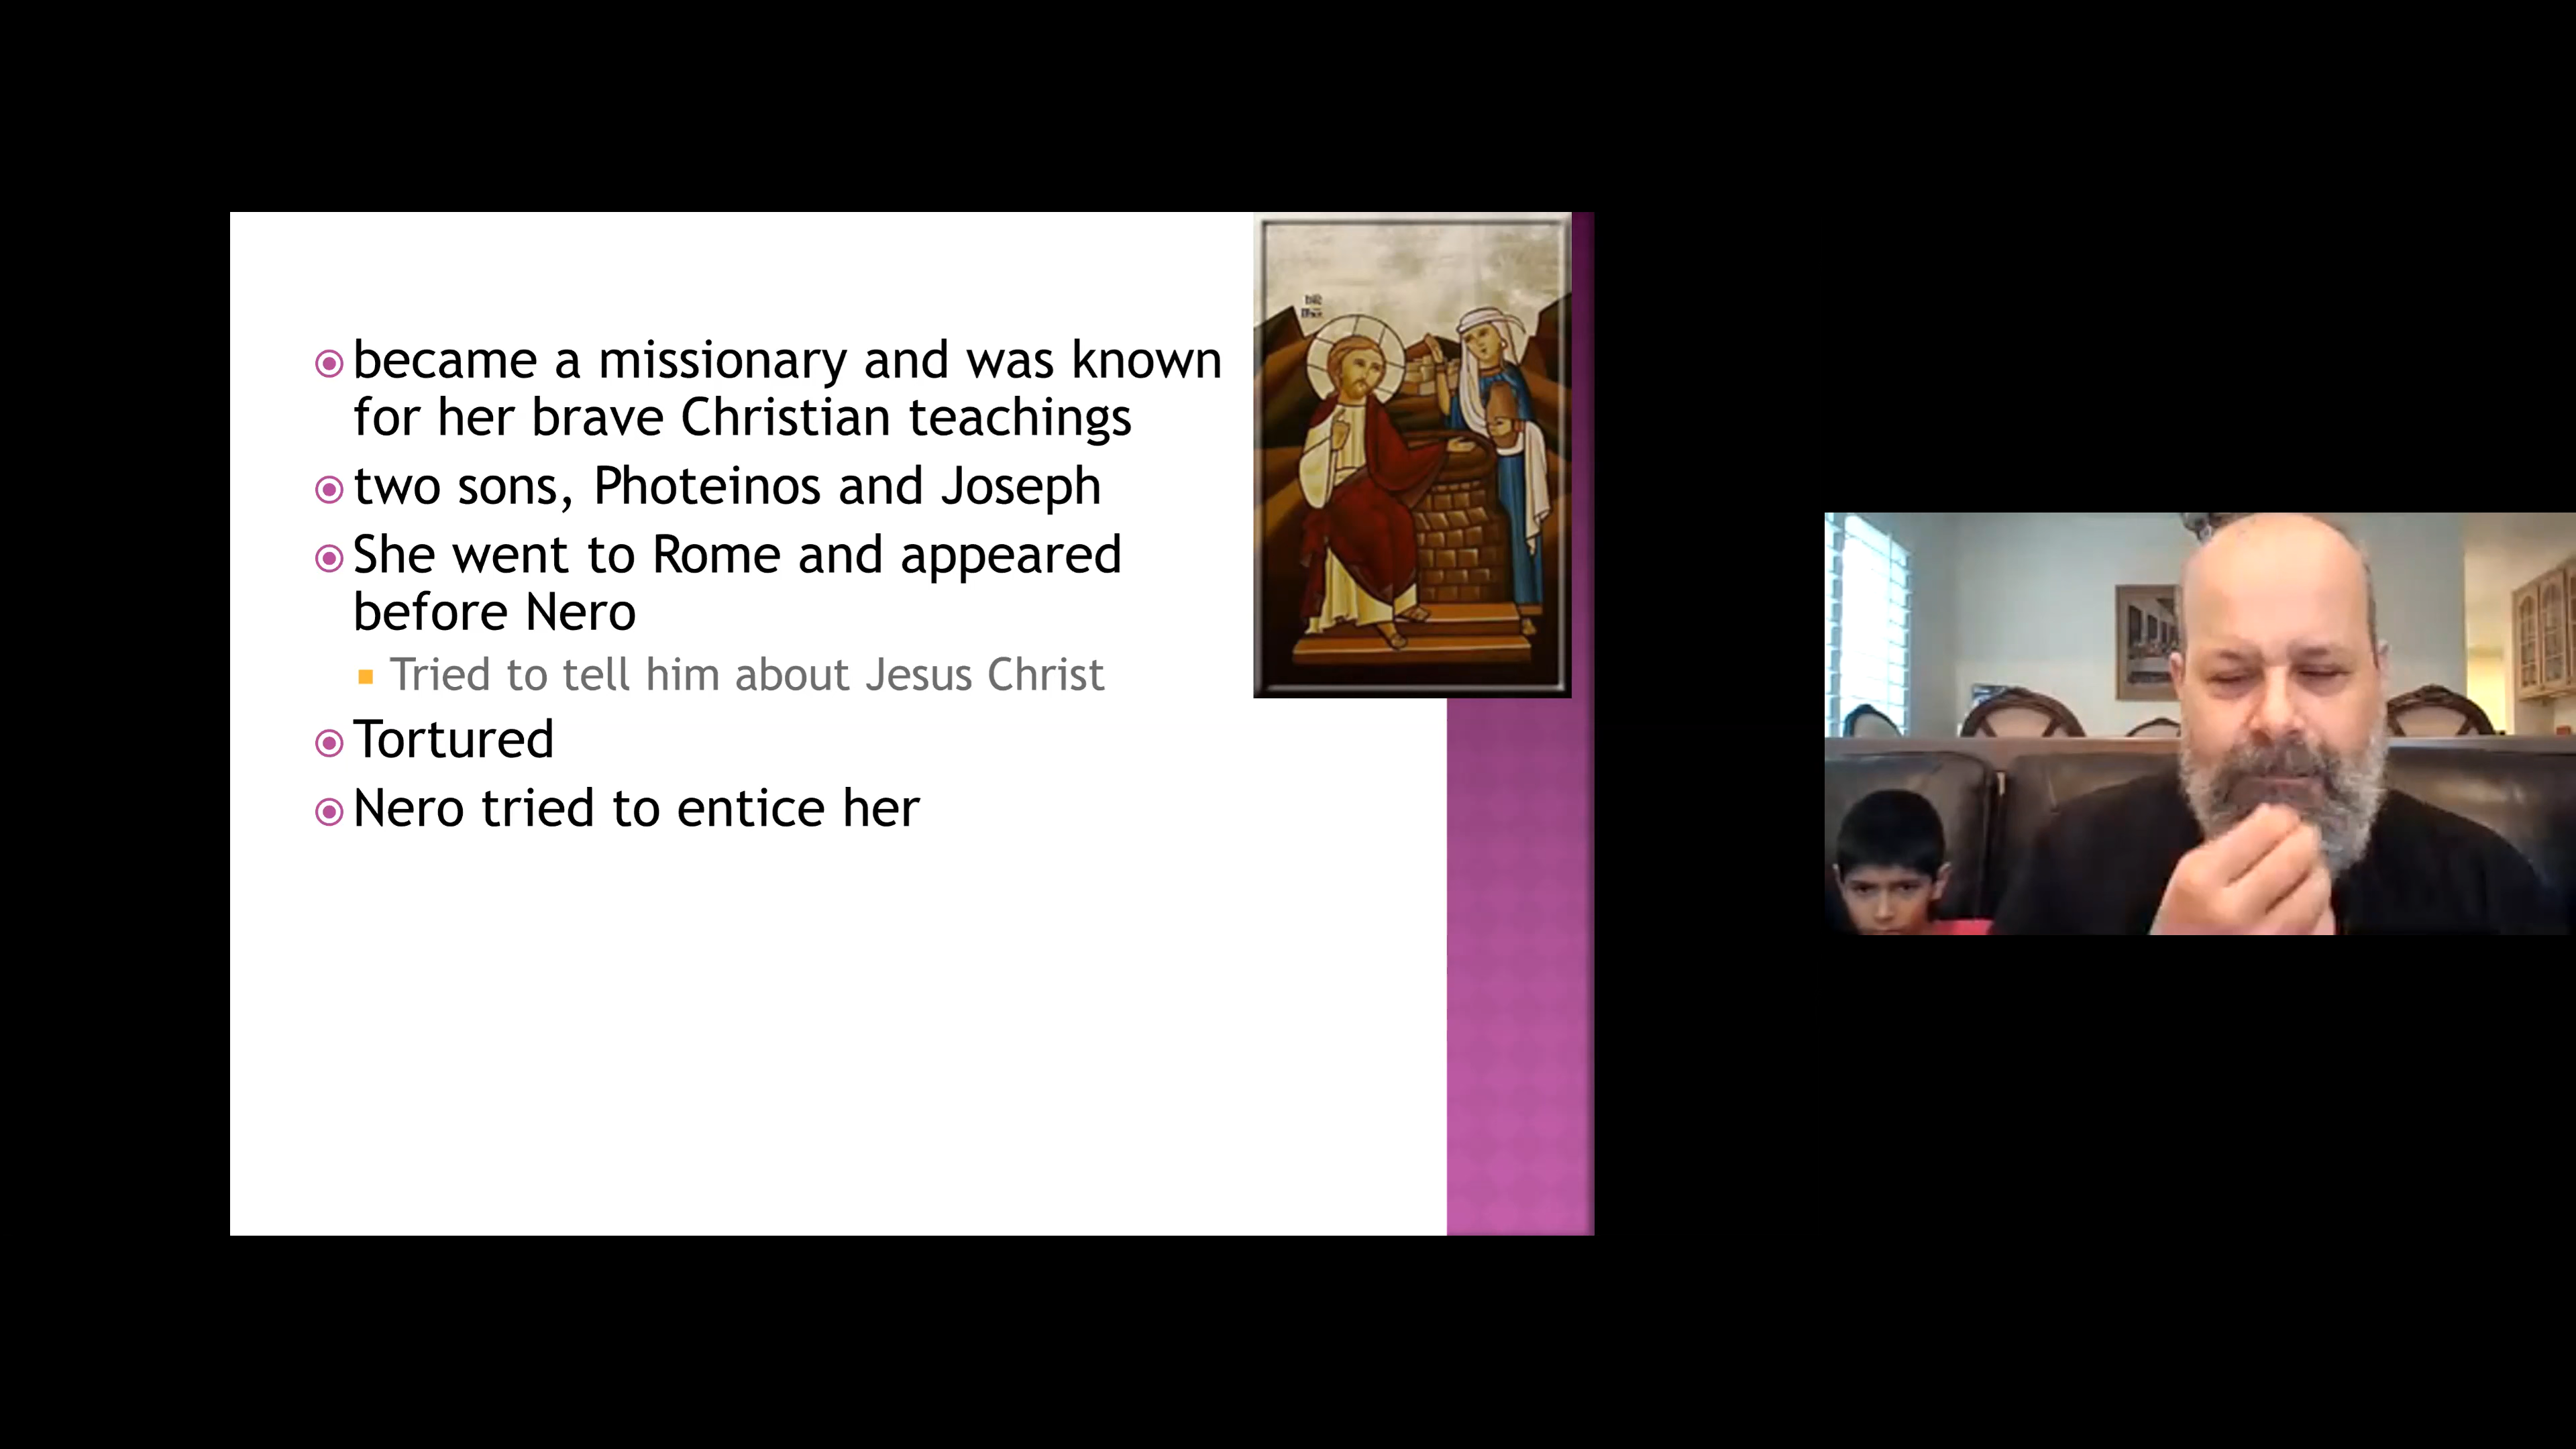 became a missionary and was known
for her brave Christian teachings
two sons, Photeinos and Joseph
She went to Rome and appeared
before Nero
Tried to tell him about Jesus Christ
Tortured
Nero tried to entice her